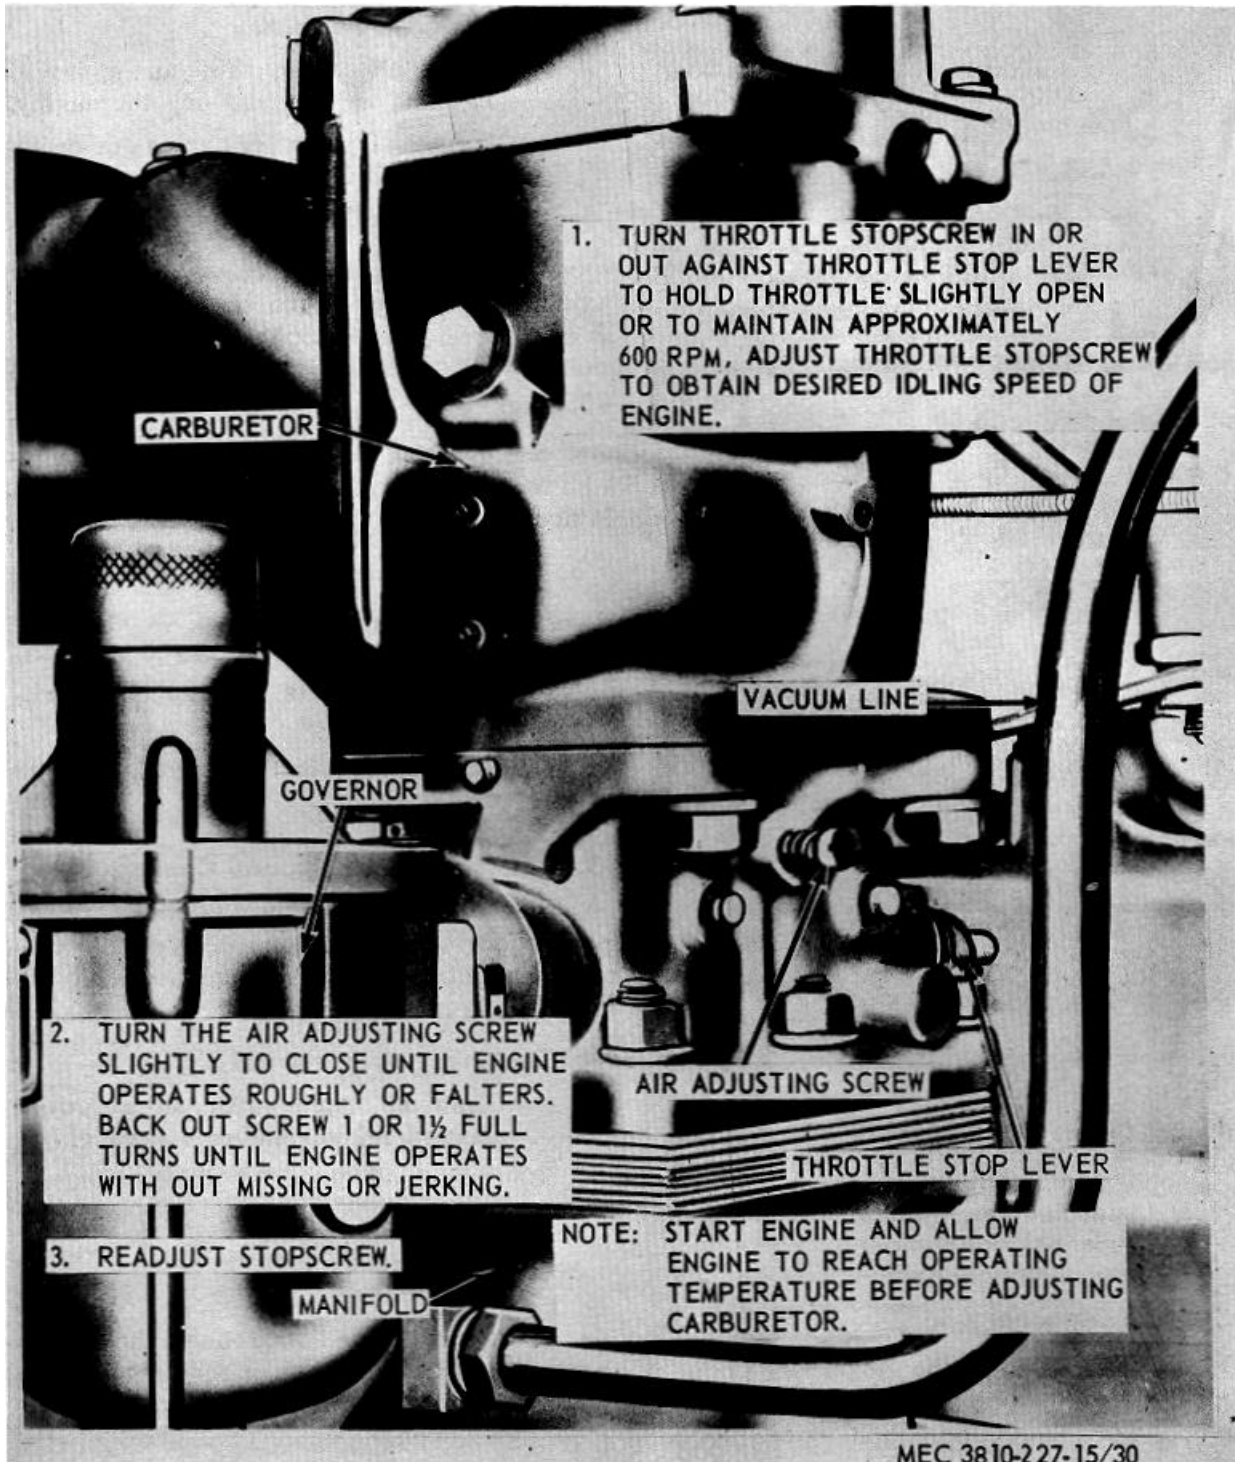 1. TURN THROTTLE STOPSCREW IN OR
OUT AGAINST THROTTLE STOP LEVER
TO HOLD THROTTLE SLIGHTLY OPEN
OR TO MAINTAIN APPROXIMATELY
600 RPM, ADJUST THROTTLE STOPSCREW
TO OBTAIN DESIRED IDLING SPEED OF
ENGINE.
CARBURETOR
VACUUM LINE
GOVERNOR
2. TURN THE AIR ADJUSTING SCREW
SLIGHTLY TO CLOSE UNTIL ENGINE
OPERATES ROUGHLY OR FALTERS.
BACK OUT SCREW 1 OR 1½ FULL
TURNS UNTIL ENGINE OPERATES
WITH OUT MISSING OR JERKING.
AIR ADJUSTING SCREW
THROTTLE STOP LEVER
3. READJUST STOPSCREW.
MANIFOLD
NOTE: START ENGINE AND ALLOW
ENGINE TO REACH OPERATING
TEMPERATURE BEFORE ADJUSTING
CARBURETOR.
MEC 3810-227-15/30